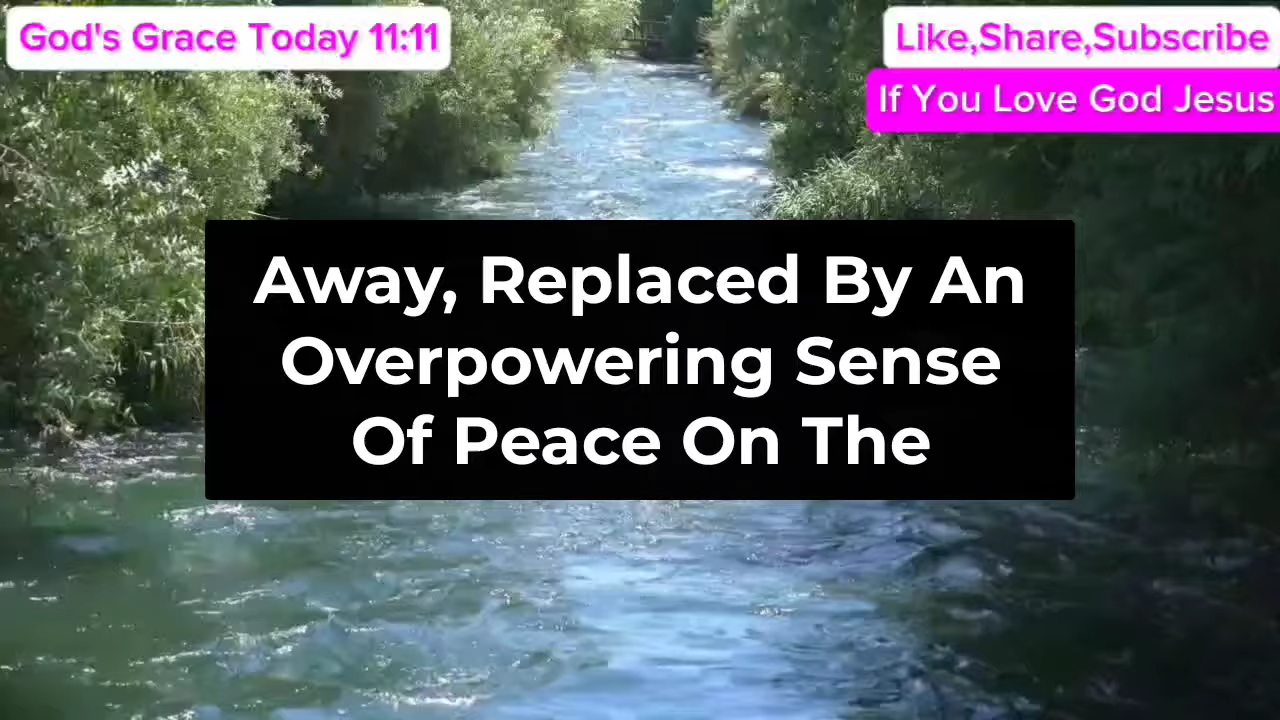 God's Grace Today 11:11
Like,Share,Subscribe
If You Love God Jesus
Away, Replaced By An
Overpowering Sense
Of Peace On The